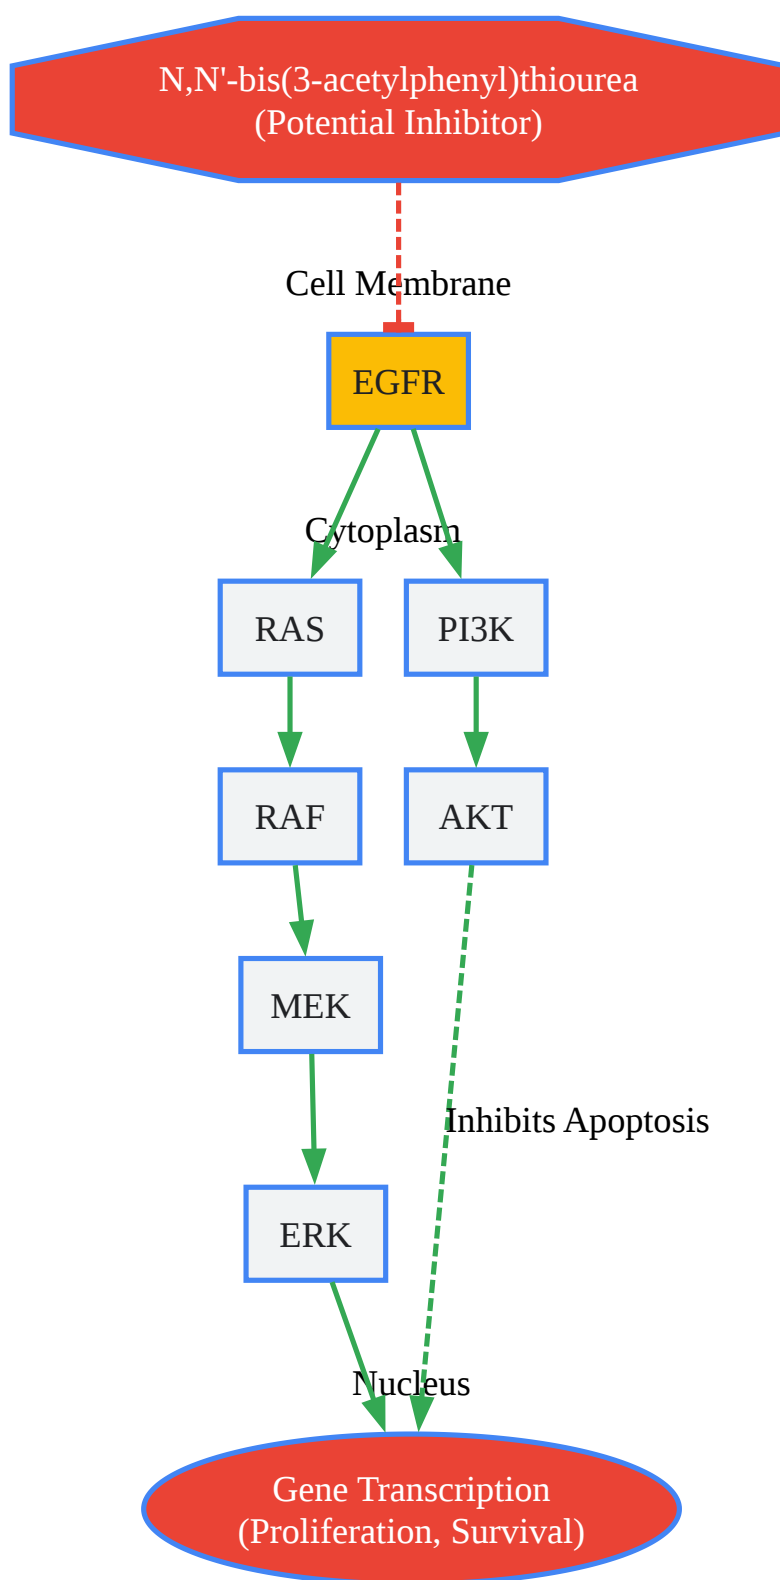 N,N'-bis(3-acetylphenyl)thiourea
(Potential Inhibitor)
Cell Membrane
EGFR
Cytoplasm
RAS
PI3K
RAF
AKT
MEK
Inhibits Apoptosis
ERK
Nucleus
Gene Transcription
(Proliferation, Survival)